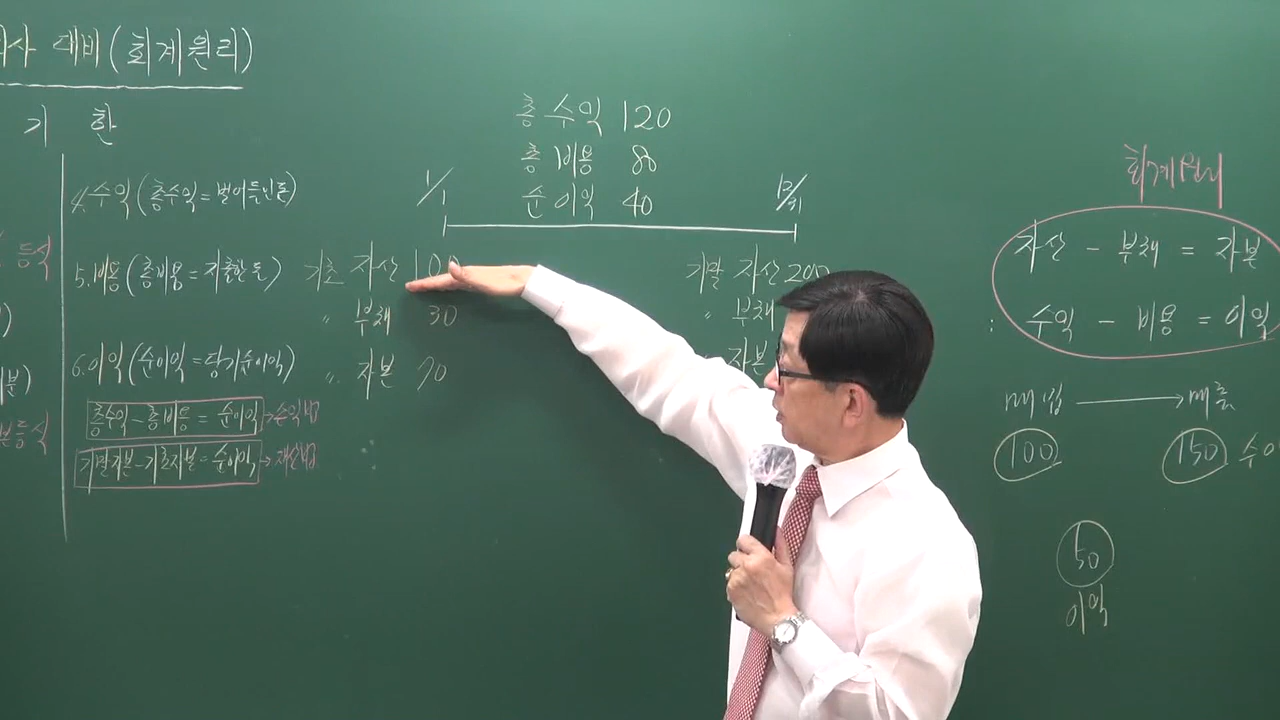 대비(회계원리)
기 한
4.수익(총수익=벌어들인돈)
5.비용(총비용=지출한돈)
6.이익(순이익=당기순이익)
총수익-총비용=순이익→손익법
기말자본-기초자본=순이익→재산법
등식
총 수익 120
총 비용 80
순 이익 40
1/1
12/31
기초 자산 100
〃 부채 30
〃 자본 70
기말 자산 200
〃 부채
〃 자본
회계원리
자산 - 부채 = 자본
수익 - 비용 = 이익
매입 → 매출
100
150
50
이익